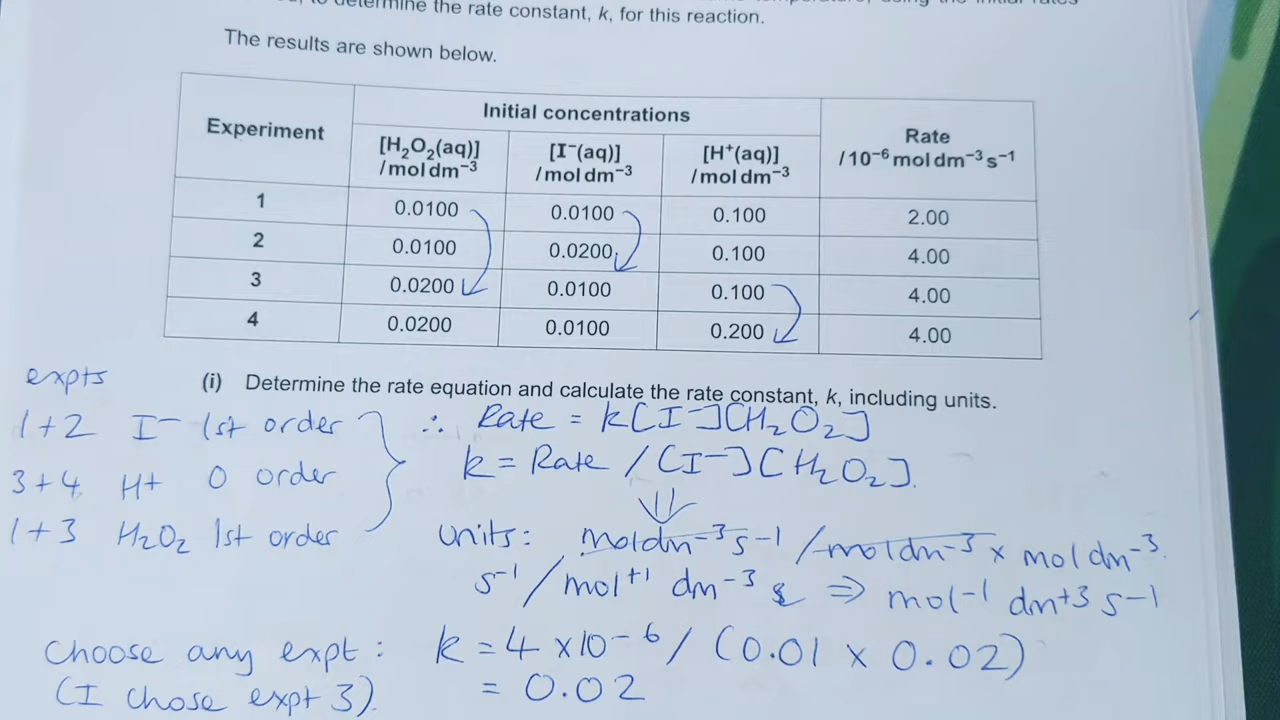 determine the rate constant, k, for this reaction.
The results are shown below.
Experiment
Initial concentrations
Rate
/10⁻⁶ mol dm⁻³ s⁻¹
[H₂O₂(aq)]
/mol dm⁻³
[I⁻(aq)]
/mol dm⁻³
[H⁺(aq)]
/mol dm⁻³
1 0.0100 0.0100 0.100 2.00
2 0.0100 0.0200 0.100 4.00
3 0.0200 0.0100 0.100 4.00
4 0.0200 0.0100 0.200 4.00
(i) Determine the rate equation and calculate the rate constant, k, including units.
expts
1+2 I⁻ 1st order
3+4 H+ 0 order
1+3 H₂O₂ 1st order
∴ Rate = k[I⁻][H₂O₂]
k = Rate / [I⁻][H₂O₂].
units: moldm⁻³s⁻¹ / moldm⁻³ x mol dm⁻³.
s⁻¹ / mol⁺¹ dm⁻³ ⇒ mol⁻¹ dm⁺³ s⁻¹
Choose any expt: k = 4 x10⁻⁶ / (0.01 x 0.02)
(I chose expt 3). = 0.02